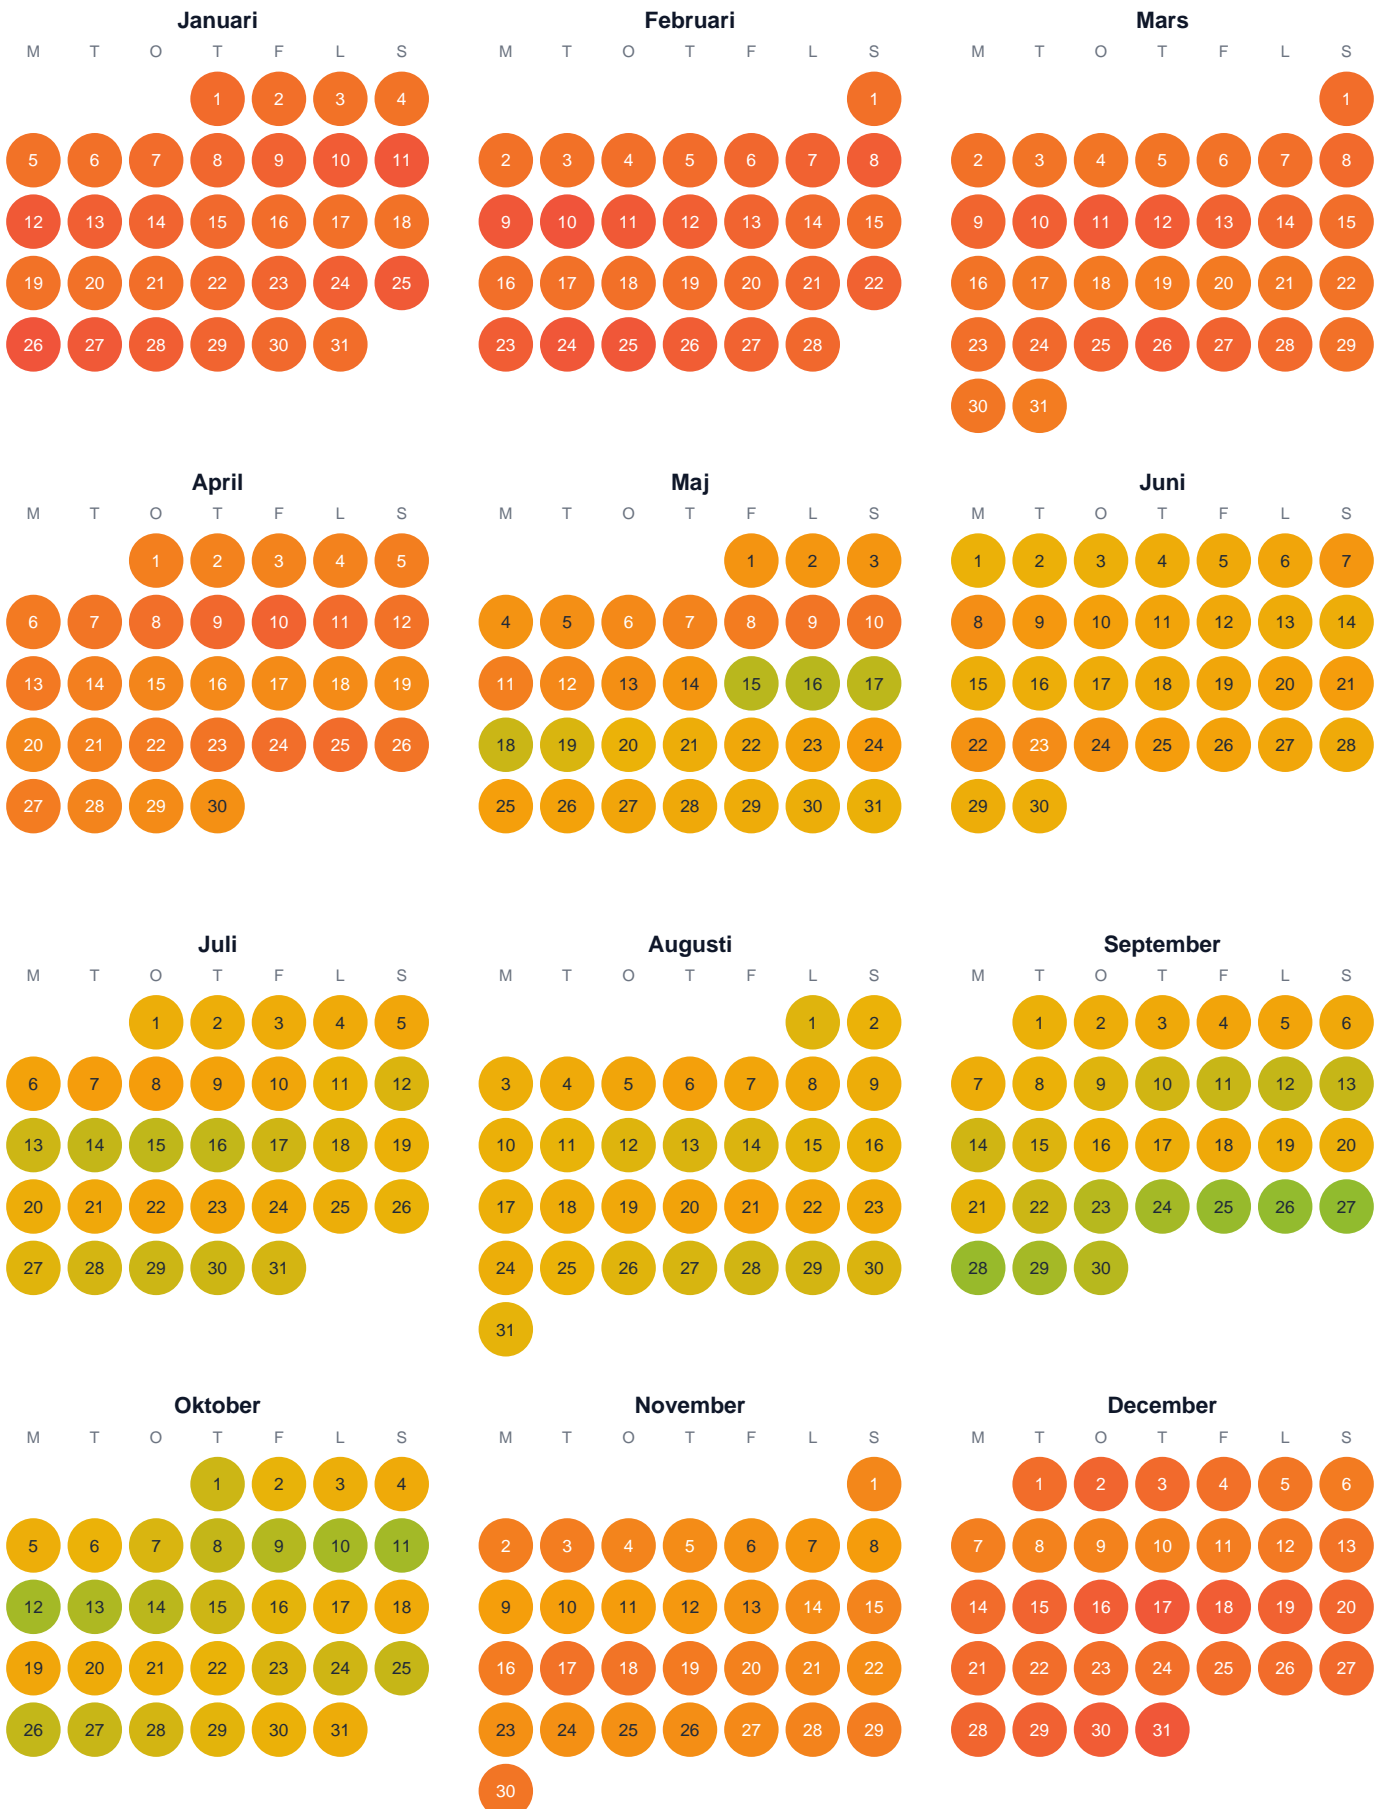 Januari Februari Mars
M T O T F L S M T O T F L S M T O T F L S
1 2 3 4 1 1
5 6 7 8 9 10 11 2 3 4 5 6 7 8 2 3 4 5 6 7 8
12 13 14 15 16 17 18 9 10 11 12 13 14 15 9 10 11 12 13 14 15
19 20 21 22 23 24 25 16 17 18 19 20 21 22 16 17 18 19 20 21 22
26 27 28 29 30 31 23 24 25 26 27 28 23 24 25 26 27 28 29
30 31
April Maj Juni
M T O T F L S M T O T F L S M T O T F L S
1 2 3 4 5 1 2 3 1 2 3 4 5 6 7
6 7 8 9 10 11 12 4 5 6 7 8 9 10 8 9 10 11 12 13 14
13 14 15 16 17 18 19 11 12 13 14 15 16 17 15 16 17 18 19 20 21
20 21 22 23 24 25 26 18 19 20 21 22 23 24 22 23 24 25 26 27 28
27 28 29 30 25 26 27 28 29 30 31 29 30
Juli Augusti September
M T O T F L S M T O T F L S M T O T F L S
1 2 3 4 5 1 2 1 2 3 4 5 6
6 7 8 9 10 11 12 3 4 5 6 7 8 9 7 8 9 10 11 12 13
13 14 15 16 17 18 19 10 11 12 13 14 15 16 14 15 16 17 18 19 20
20 21 22 23 24 25 26 17 18 19 20 21 22 23 21 22 23 24 25 26 27
27 28 29 30 31 24 25 26 27 28 29 30 28 29 30
31
Oktober November December
M T O T F L S M T O T F L S M T O T F L S
1 2 3 4 1 1 2 3 4 5 6
5 6 7 8 9 10 11 2 3 4 5 6 7 8 7 8 9 10 11 12 13
12 13 14 15 16 17 18 9 10 11 12 13 14 15 14 15 16 17 18 19 20
19 20 21 22 23 24 25 16 17 18 19 20 21 22 21 22 23 24 25 26 27
26 27 28 29 30 31 23 24 25 26 27 28 29 28 29 30 31
30